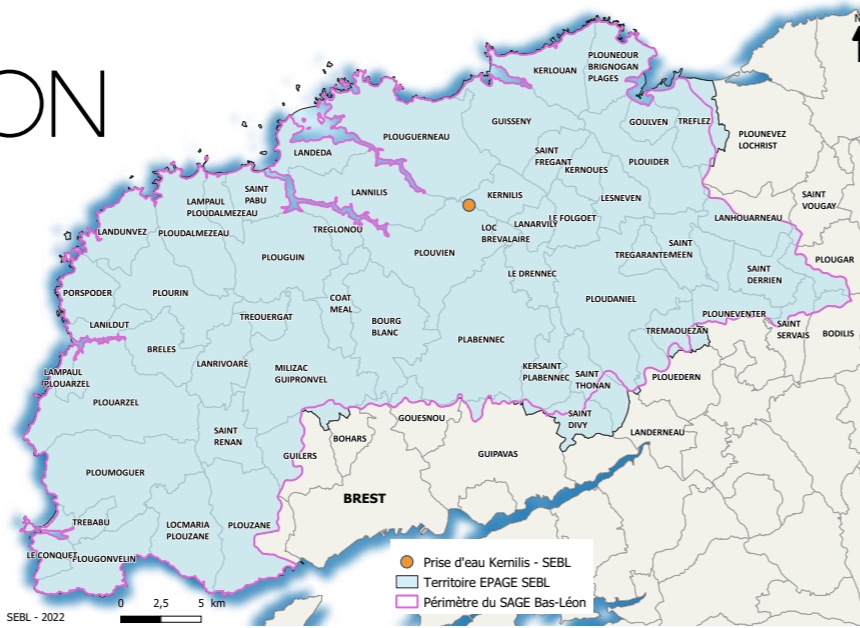 ON
N
PLOUNEOUR
BRIGNOGAN
PLAGES
KERLOUAN
GUISSENY
GOULVEN
TREFLEZ
PLOUNEVEZ
LOCHRIST
PLOUGUERNEAU
LANDEDA
SAINT
FREGANT
KERNOUES
PLOUIDER
LANNILIS
KERNILIS
LESNEVEN
SAINT
VOUGAY
SAINT
PABU
LAMPAUL
PLOUDALMEZEAU
LANDUNVEZ
PLOUDALMEZEAU
TREGLONOU
LOC
BREVALAIRE
LANARVILY
LE FOLGOET
LANHOUARNEAU
PLOUVIEN
PLOUGUIN
TREGARANTEC
SAINT
MEEN
PLOUGAR
LE DRENNEC
SAINT
DERRIEN
PORSPODER
PLOURIN
COAT
MEAL
PLOUDANIEL
TREOUERGAT
BOURG
BLANC
PLOUNEVENTER
LANILDUT
TREMAOUEZAN
SAINT
SERVAIS
BODILIS
PLABENNEC
BRELES
LANRIVOARE
MILIZAC
GUIPRONVEL
KERSAINT
PLABENNEC
SAINT
THONAN
PLOUEDERN
LAMPAUL
PLOUARZEL
PLOUARZEL
SAINT
DIVY
GOUESNOU
BOHARS
SAINT
RENAN
LANDERNEAU
GUILERS
GUIPAVAS
PLOUMOGUER
BREST
TREBABU
LOCMARIA
PLOUZANE
PLOUZANE
LE CONQUET
PLOUGONVELIN
Prise d'eau Kernilis - SEBL
Territoire EPAGE SEBL
Périmètre du SAGE Bas-Léon
SEBL - 2022
0 2,5 5 km